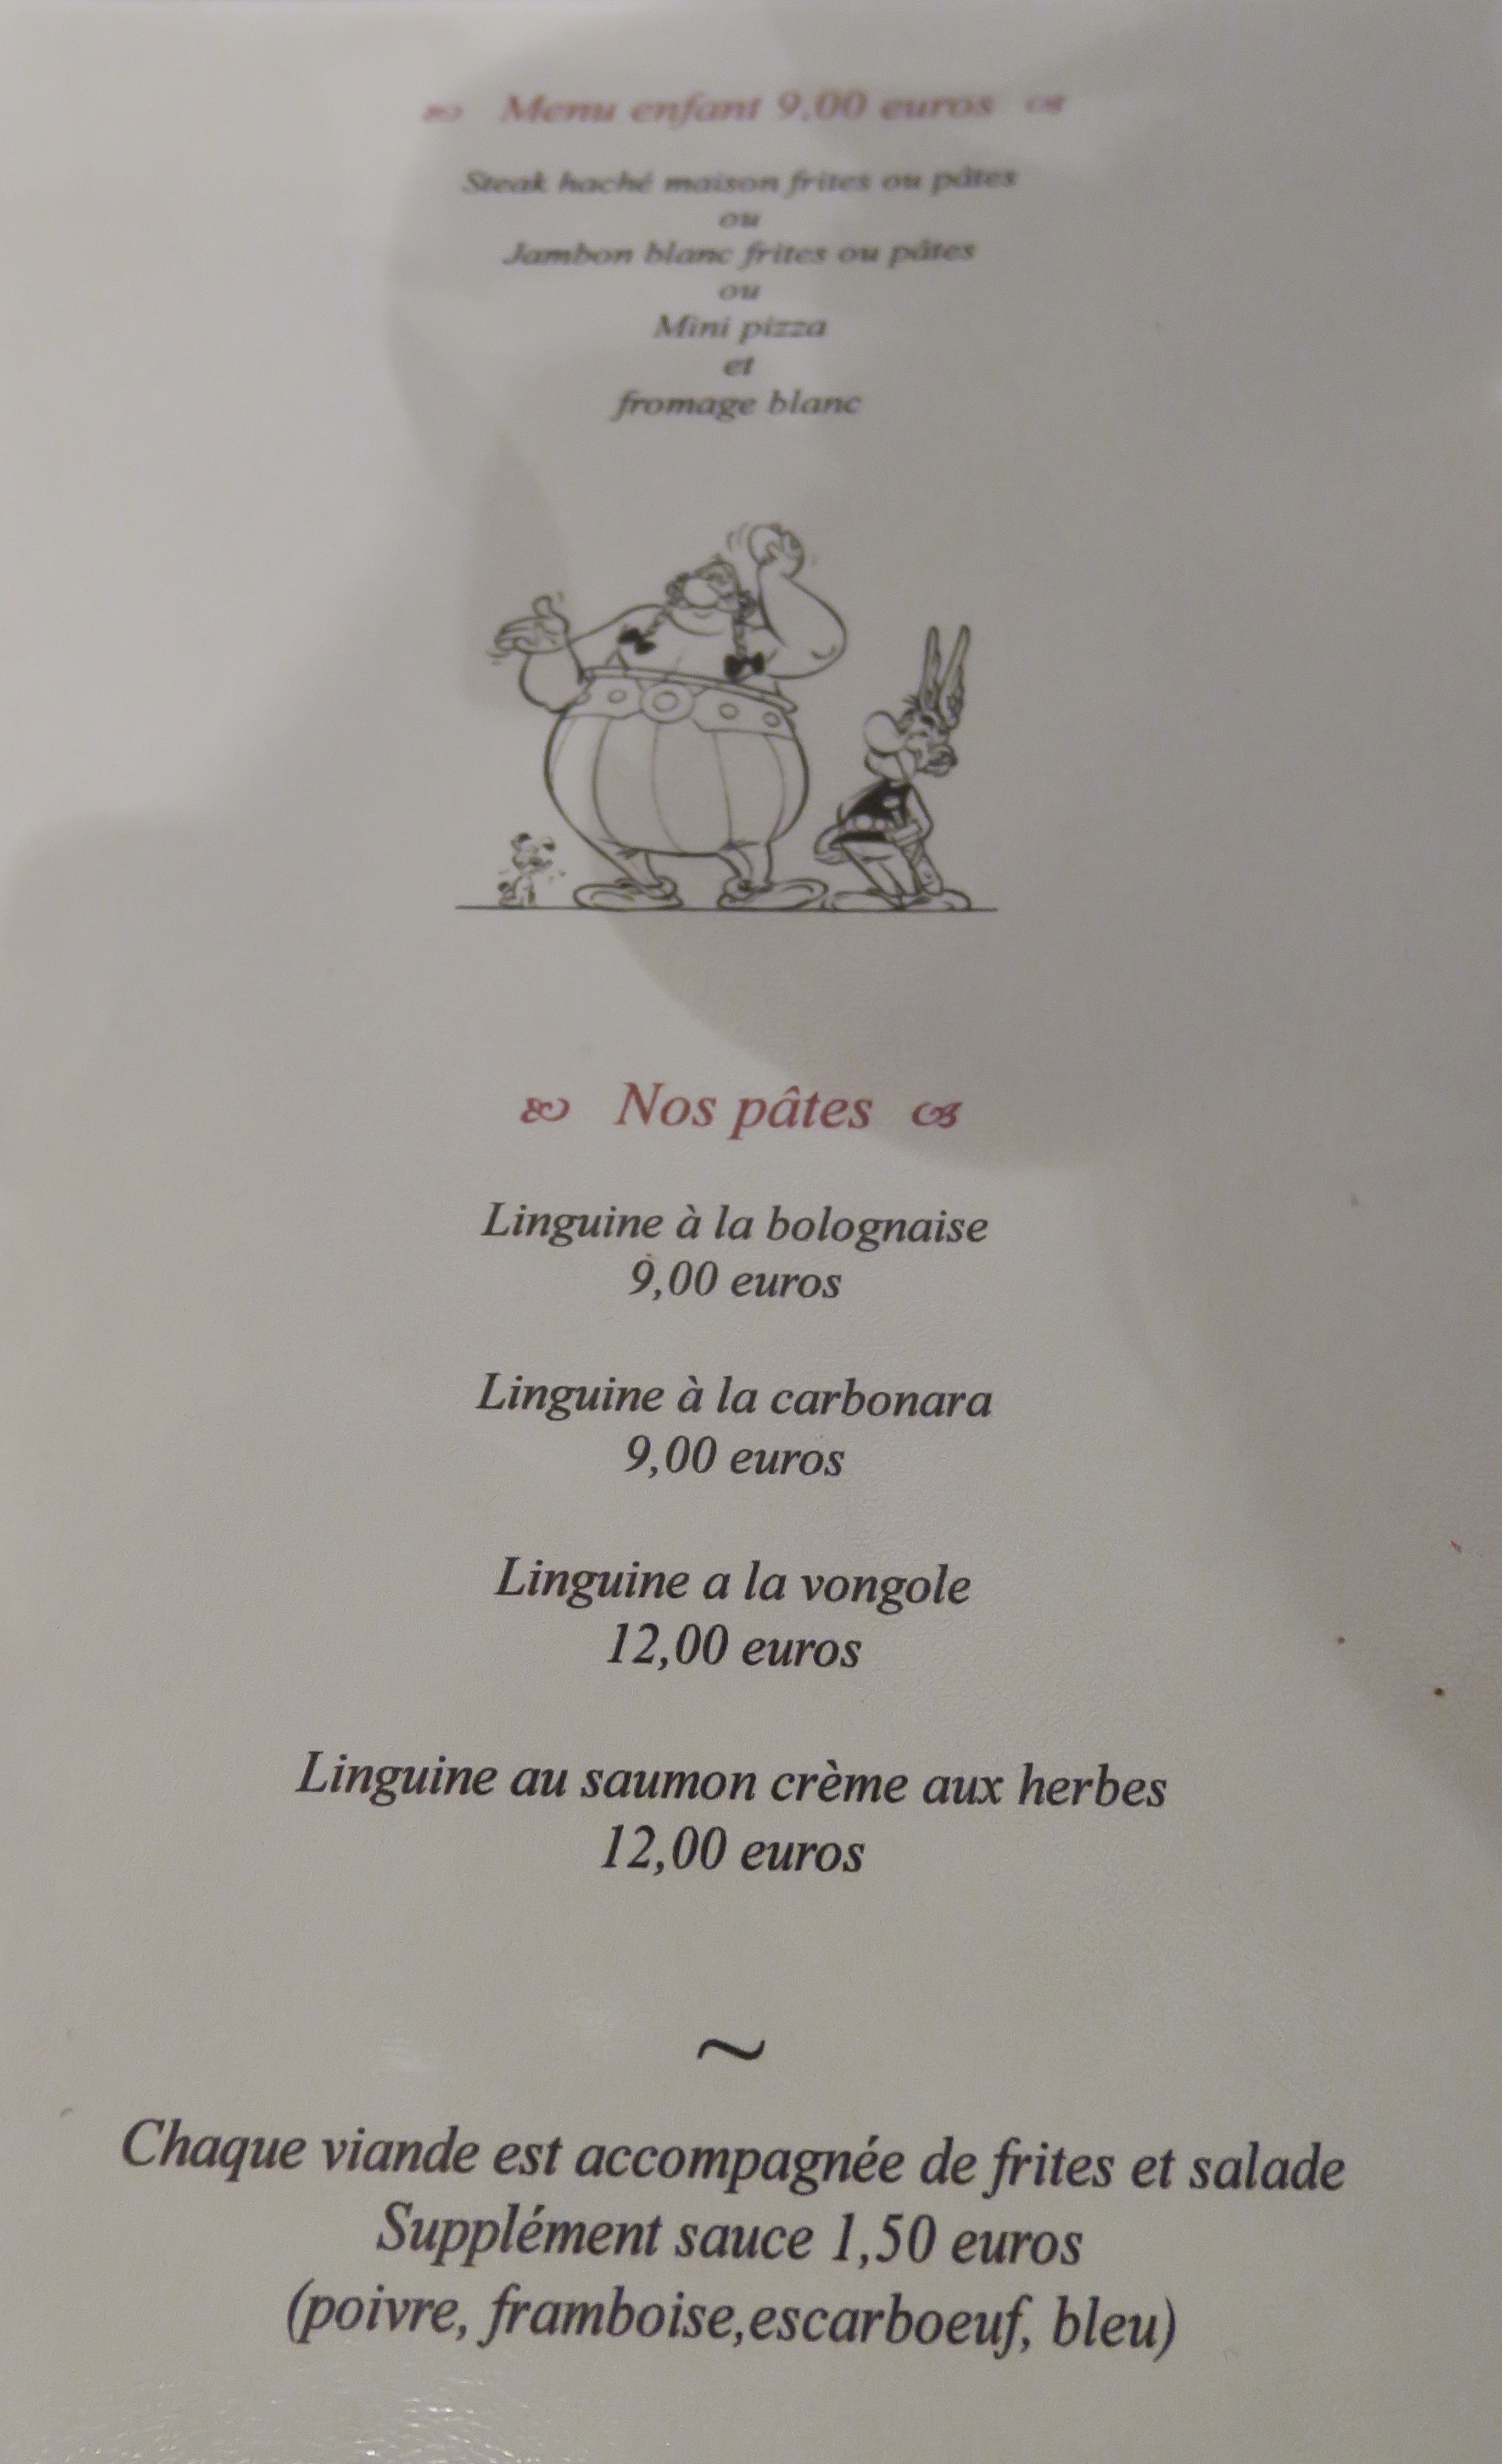 Menu enfant 9.00 euros
Steak haché maison frites ou pâtes
ou
Jambon blanc frites ou pâtes
ou
Mini pizza
et
fromage blanc
Nos pâtes
Linguine à la bolognaise
9,00 euros
Linguine à la carbonara
9,00 euros
Linguine a la vongole
12,00 euros
Linguine au saumon crème aux herbes
12,00 euros
~
Chaque viande est accompagnée de frites et salade
Supplément sauce 1,50 euros
(poivre, framboise,escarboeuf, bleu)